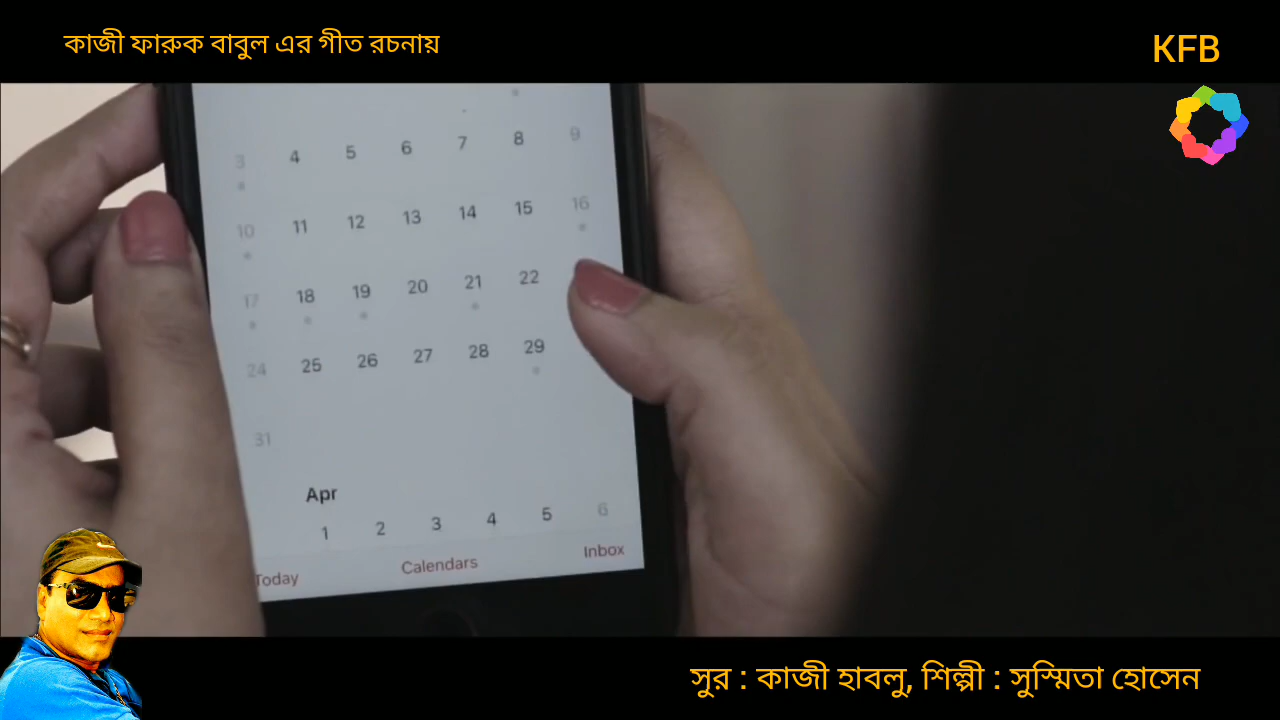 কাজী ফারুক বাবুল এর গীত রচনায়
KFB
3 4 5 6 7 8 9
10 11 12 13 14 15 16
17 18 19 20 21 22
24 25 26 27 28 29
31
Apr
1 2 3 4 5 6
Today Calendars Inbox
সুর : কাজী হাবলু, শিল্পী : সুস্মিতা হোসেন